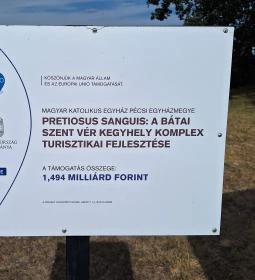 KÖSZÖNJÜK A MAGYAR ÁLLAM
ÉS AZ EURÓPAI UNIÓ TÁMOGATÁSÁT.
MAGYAR KATOLIKUS EGYHÁZ PÉCSI EGYHÁZMEGYE
PRETIOSUS SANGUIS: A BÁTAI
SZENT VÉR KEGYHELY KOMPLEX
TURISZTIKAI FEJLESZTÉSE
A TÁMOGATÁS ÖSSZEGE:
1,494 MILLIÁRD FORINT